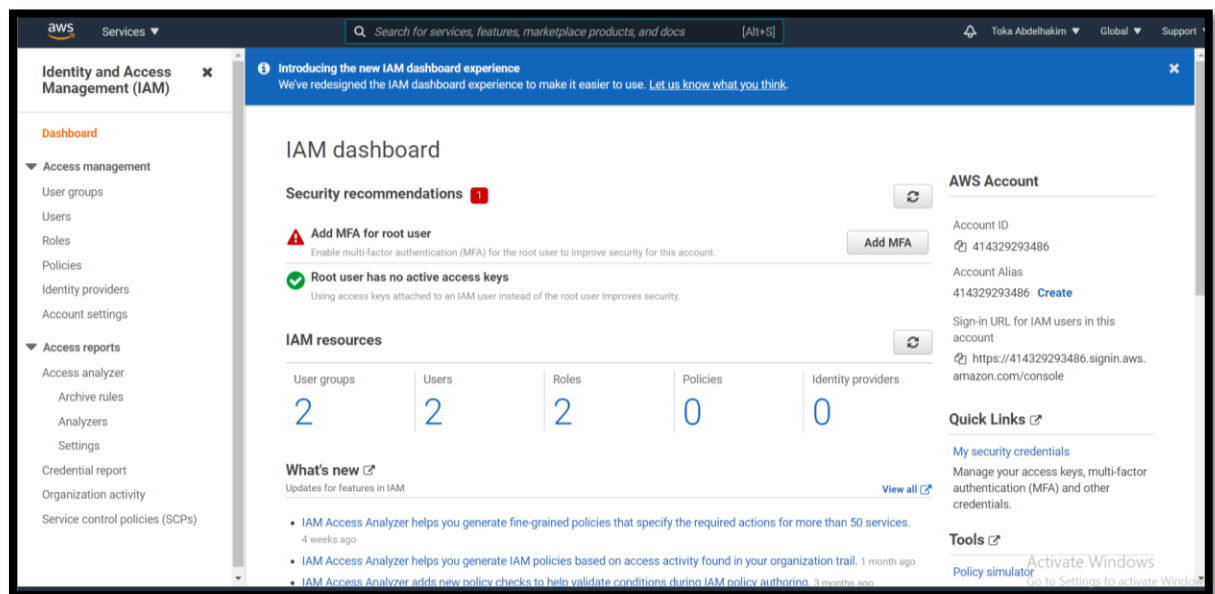 aws
Services ▼
Search for services, features, marketplace products, and docs [Alt+S]
Toka Abdelhakim ▼
Global ▼
Support
Identity and Access
Management (IAM)
Dashboard
Access management
User groups
Users
Roles
Policies
Identity providers
Account settings
Access reports
Access analyzer
Archive rules
Analyzers
Settings
Credential report
Organization activity
Service control policies (SCPs)
Introducing the new IAM dashboard experience
We've redesigned the IAM dashboard experience to make it easier to use. Let us know what you think.
IAM dashboard
Security recommendations 1
Add MFA for root user
Enable multi-factor authentication (MFA) for the root user to improve security for this account.
Add MFA
Root user has no active access keys
Using access keys attached to an IAM user instead of the root user improves security.
IAM resources
User groups
2
Users
2
Roles
2
Policies
0
Identity providers
0
What's new
Updates for features in IAM
View all
• IAM Access Analyzer helps you generate fine-grained policies that specify the required actions for more than 50 services.
4 weeks ago
• IAM Access Analyzer helps you generate IAM policies based on access activity found in your organization trail. 1 month ago
• IAM Access Analyzer adds new policy checks to help validate conditions during IAM policy authoring. 3 months ago
AWS Account
Account ID
414329293486
Account Alias
414329293486 Create
Sign-in URL for IAM users in this
account
https://414329293486.signin.aws.
amazon.com/console
Quick Links
My security credentials
Manage your access keys, multi-factor
authentication (MFA) and other
credentials.
Tools
Policy simulator
Activate Windows
Go to Settings to activate Window